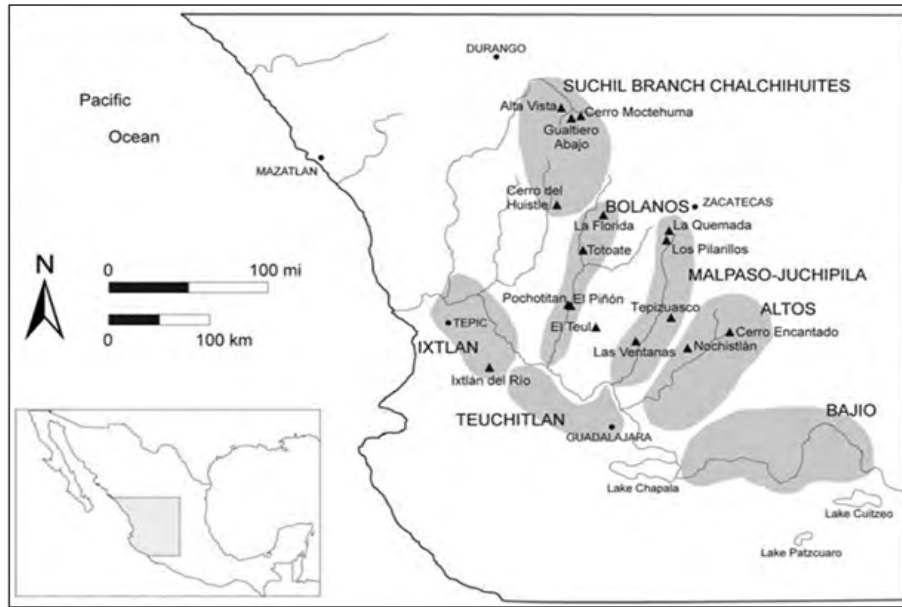 DURANGO
SUCHIL BRANCH CHALCHIHUITES
Pacific
Ocean
Alta Vista
Cerro Moctehuma
Gualtiero
Abajo
MAZATLAN
Cerro del
Huistle
BOLANOS
ZACATECAS
La Florida
La Quemada
Los Pilarillos
Totoate
N
0
100 mi
0
100 km
MALPASO-JUCHIPILA
Pochotitan
El Piñón
Tepizuasco
ALTOS
TEPIC
El Teul
Cerro Encantado
IXTLAN
Las Ventanas
Nochistlán
Ixtlán del Río
TEUCHITLAN
BAJIO
GUADALAJARA
Lake Chapala
Lake Cuitzeo
Lake Patzcuaro